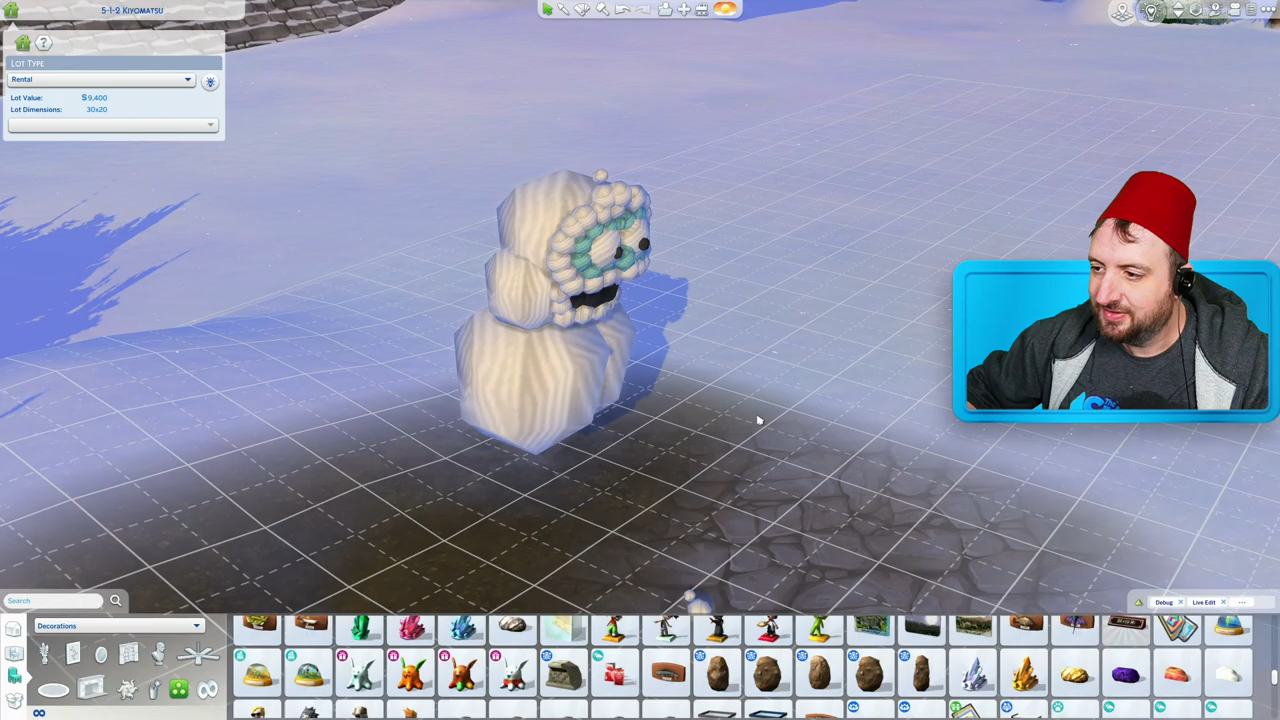 5-1-2 Kiyomatsu
?
Lot Type
Rental
Lot Value: §9,400
Lot Dimensions: 30x20
Search
Debug
Live Edit
Decorations